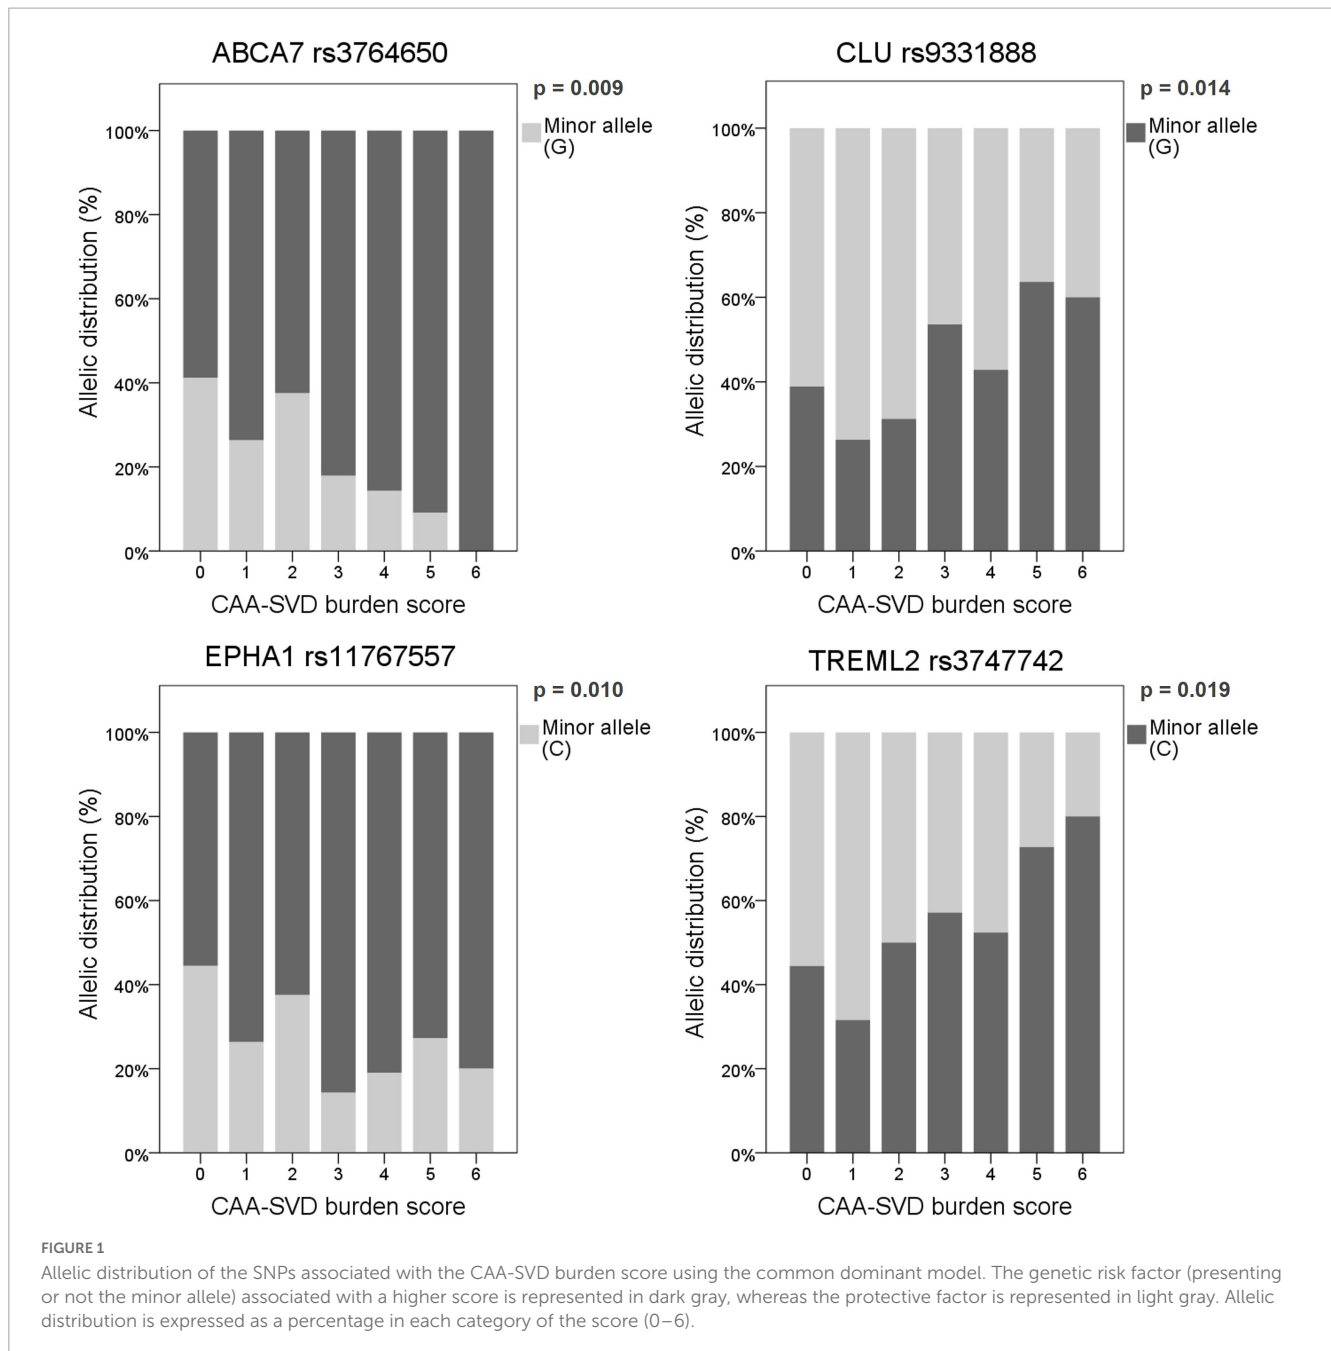 ABCA7 rs3764650
p = 0.009
Minor allele
(G)
Allelic distribution (%)
100%
80%
60%
40%
20%
0%
0 1 2 3 4 5 6
CAA-SVD burden score
CLU rs9331888
p = 0.014
Minor allele
(G)
Allelic distribution (%)
100%
80%
60%
40%
20%
0%
0 1 2 3 4 5 6
CAA-SVD burden score
EPHA1 rs11767557
p = 0.010
Minor allele
(C)
Allelic distribution (%)
100%
80%
60%
40%
20%
0%
0 1 2 3 4 5 6
CAA-SVD burden score
TREML2 rs3747742
p = 0.019
Minor allele
(C)
Allelic distribution (%)
100%
80%
60%
40%
20%
0%
0 1 2 3 4 5 6
CAA-SVD burden score
FIGURE 1
Allelic distribution of the SNPs associated with the CAA-SVD burden score using the common dominant model. The genetic risk factor (presenting
or not the minor allele) associated with a higher score is represented in dark gray, whereas the protective factor is represented in light gray. Allelic
distribution is expressed as a percentage in each category of the score (0–6).